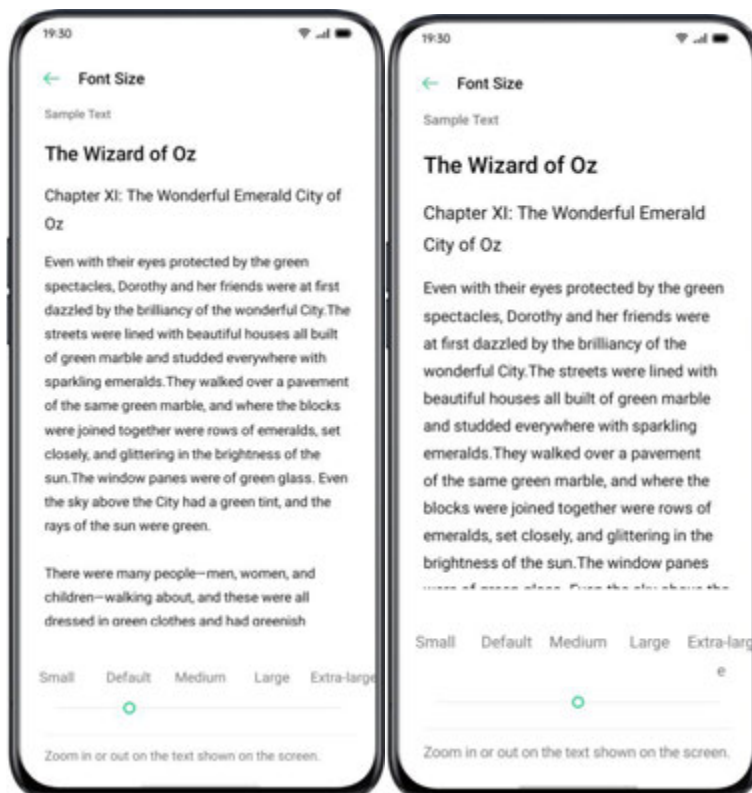 19:30
Font Size
Sample Text
The Wizard of Oz
Chapter XI: The Wonderful Emerald City of
Oz
Even with their eyes protected by the green
spectacles, Dorothy and her friends were at first
dazzled by the brilliancy of the wonderful City.The
streets were lined with beautiful houses all built
of green marble and studded everywhere with
sparkling emeralds.They walked over a pavement
of the same green marble, and where the blocks
were joined together were rows of emeralds, set
closely, and glittering in the brightness of the
sun.The window panes were of green glass. Even
the sky above the City had a green tint, and the
rays of the sun were green.
There were many people—men, women, and
children—walking about, and these were all
dressed in green clothes and had greenish
Small Default Medium Large Extra-large
Zoom in or out on the text shown on the screen.
19:30
Font Size
Sample Text
The Wizard of Oz
Chapter XI: The Wonderful Emerald
City of Oz
Even with their eyes protected by the green
spectacles, Dorothy and her friends were
at first dazzled by the brilliancy of the
wonderful City.The streets were lined with
beautiful houses all built of green marble
and studded everywhere with sparkling
emeralds.They walked over a pavement
of the same green marble, and where the
blocks were joined together were rows of
emeralds, set closely, and glittering in the
brightness of the sun.The window panes
were of green glass. Even the sky above the
Small Default Medium Large Extra-larg
e
Zoom in or out on the text shown on the screen.